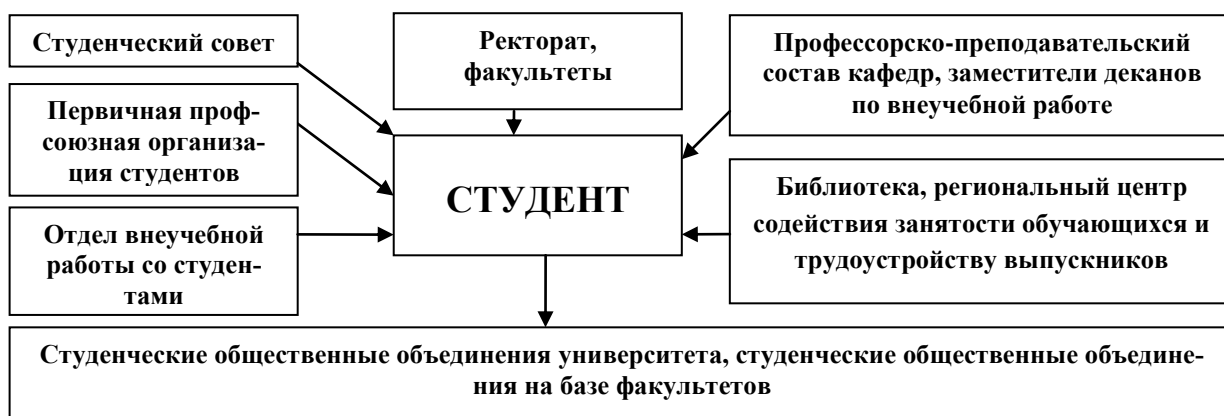 Студенческий совет
Первичная проф-
союзная организа-
ция студентов
Отдел внеучебной
работы со студен-
тами
Ректорат,
факультеты
СТУДЕНТ
Профессорско-преподавательский
состав кафедр, заместители деканов
по внеучебной работе
Библиотека, региональный центр
содействия занятости обучающихся и
трудоустройству выпускников
Студенческие общественные объединения университета, студенческие общественные объедине-
ния на базе факультетов